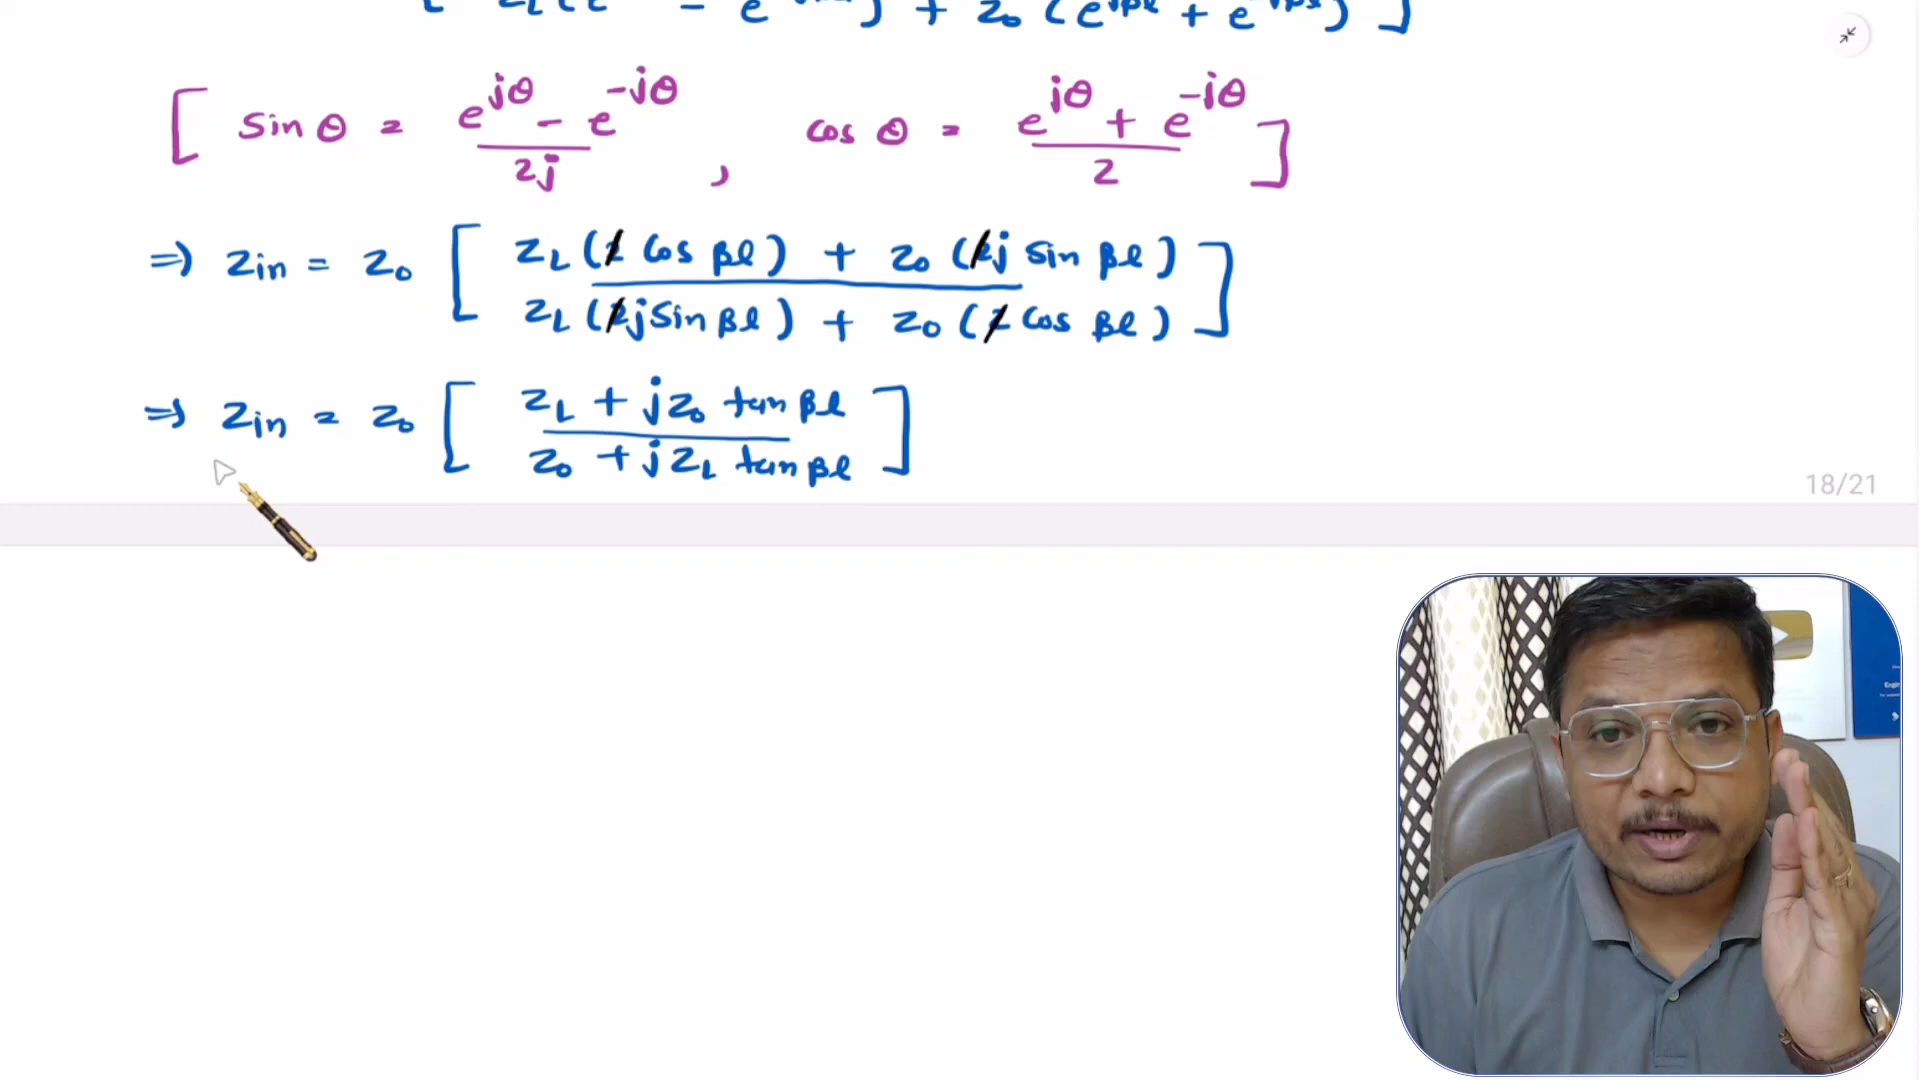 - e ) + Z0 (e^jβl + e ) ]
[ sin θ = (e^jθ - e^-jθ)/2j , cos θ = (e^jθ + e^-jθ)/2 ]
⇒ Zin = Z0 [ (ZL (2 cos βl) + Z0 (2j sin βl))/(ZL (2j sin βl) + Z0 (2 cos βl)) ]
⇒ Zin = Z0 [ (ZL + jZ0 tan βl)/(Z0 + jZL tan βl) ]
18/21